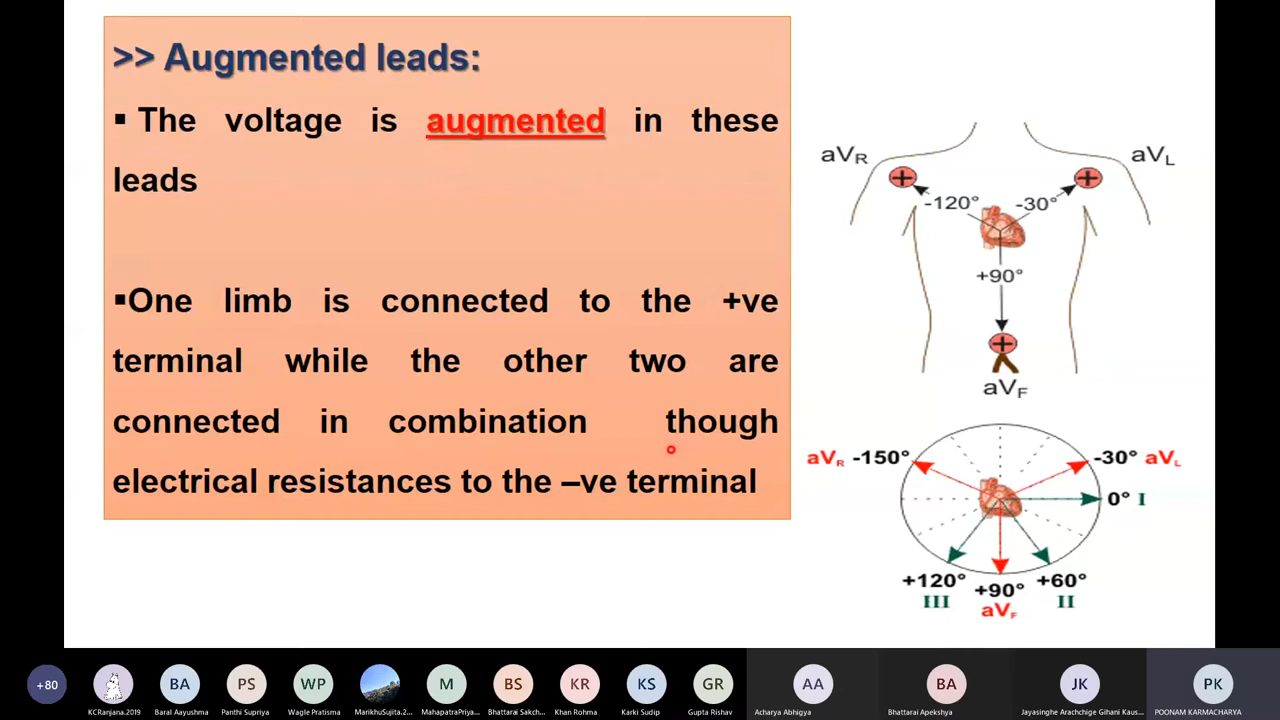 >> Augmented leads:
▪ The voltage is augmented in these
leads
▪One limb is connected to the +ve
terminal while the other two are
connected in combination though
electrical resistances to the –ve terminal
aVR
aVL
-120°
-30°
+90°
aVF
aVR -150°
-30° aVL
0° I
+120°
III
+90°
aVF
+60°
II
+80
BA
PS
WP
M
BS
KR
KS
GR
AA
BA
JK
PK
KCRanjana.2019
Baral Aayushma
Panthi Supriya
Wagle Pratisma
MarikhuSujita.2...
MahapatraPriya...
Bhattarai Sakch...
Khan Rohma
Karki Sudip
Gupta Rishav
Acharya Abhigya
Bhattarai Apekshya
Jayasinghe Arachchige Gihani Kaus...
POONAM KARMACHARYA